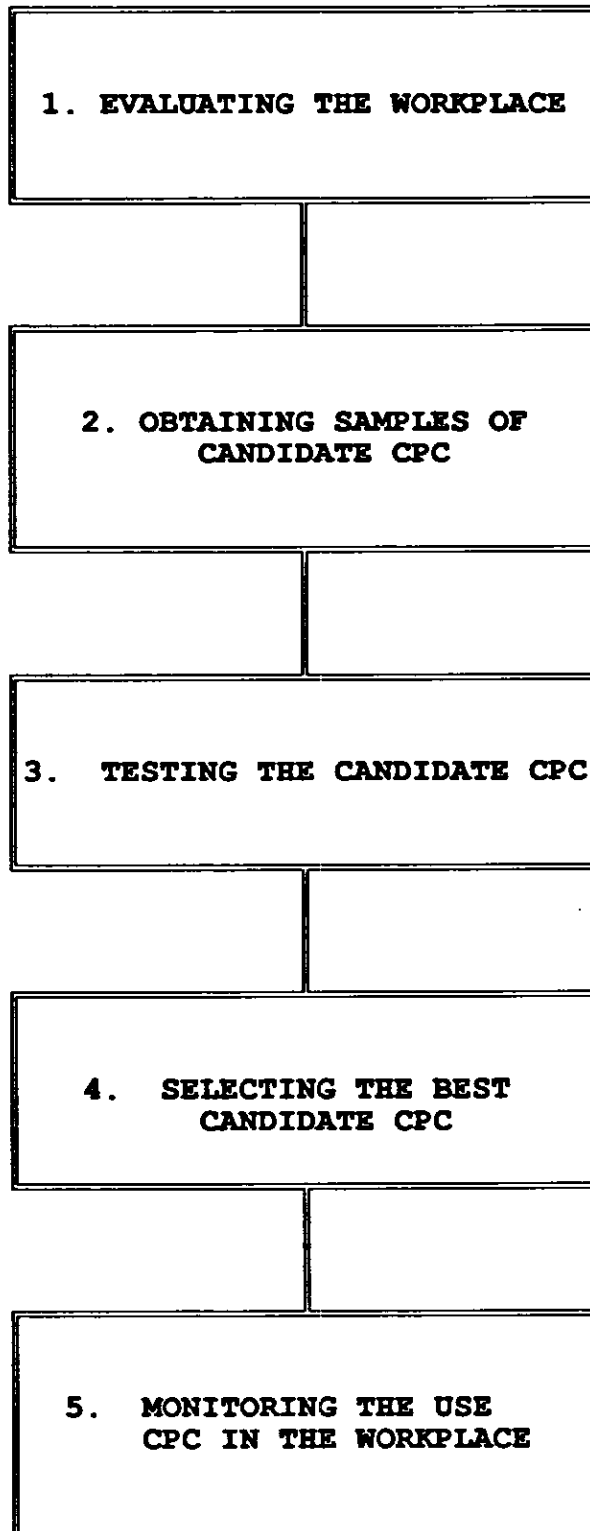 1. EVALUATING THE WORKPLACE
2. OBTAINING SAMPLES OF
CANDIDATE CPC
3. TESTING THE CANDIDATE CPC
4. SELECTING THE BEST
CANDIDATE CPC
5. MONITORING THE USE
CPC IN THE WORKPLACE